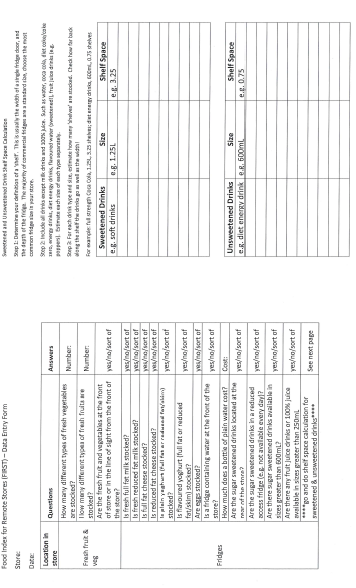 Food Index for Remote Stores (FIRST) – Data Entry Form
Store:
Date:
Location in store
Questions
Answers
Fresh fruit & veg
How many different types of fresh vegetables are stocked?
Number:
How many different types of fresh fruits are stocked?
Number:
Are the fresh fruit and vegetables at the front of store or in the line of sight from the front of the store?
yes/no/sort of
Is fresh full fat milk stocked?
yes/no/sort of
Is fresh reduced fat milk stocked?
yes/no/sort of
Is full fat cheese stocked?
yes/no/sort of
Is reduced fat cheese stocked?
yes/no/sort of
Is plain yoghurt (full fat or reduced fat/skim) stocked?
yes/no/sort of
Is flavoured yoghurt (full fat or reduced fat/skim) stocked?
yes/no/sort of
Are eggs stocked?
yes/no/sort of
Fridges
Is a fridge containing water at the front of the store?
yes/no/sort of
How much does a bottle of plain water cost?
Cost:
Are the sugar sweetened drinks located at the rear of the store?
yes/no/sort of
Are the sugar sweetened drinks in a reduced access fridge (e.g. not available every day)?
yes/no/sort of
Are there sugar sweetened drinks available in sizes greater than 600mL?
yes/no/sort of
Are there any fruit juice drinks or 100% juice available in sizes greater than 250mL
yes/no/sort of
****go and do shelf space calculation for sweetened & unsweetened drinks****
See next page
Sweetened and Unsweetened Drink Shelf Space Calculation
Step 1: Determine your definition of a 'shelf'. This is usually the width of a single fridge door, and the depth of the fridge. The majority of commercial fridges are a standard size, choose the most common fridge size in your store.
Step 2: Include all drinks except milk drinks and 100% juice. Such as water, coca cola, diet coke/coke zero, energy drinks, diet energy drinks, flavoured water (sweetened), fruit juice drinks (e.g. poppers). Estimate each size of each type separately.
Step 3: For each drink type and size, estimate how many 'shelves' are stocked. Check how far back along the shelf the drinks go as well as the width!
For example: full strength Coca Cola, 1.25L, 3.25 shelves; diet energy drinks, 600mL, 0.75 shelves
Sweetened Drinks
Size
Shelf Space
e.g. soft drinks
e.g. 1.25L
e.g. 3.25
Unsweetened Drinks
Size
Shelf Space
e.g. diet energy drink
e.g. 600mL
e.g. 0.75